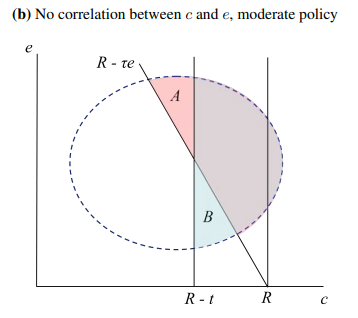 (b) No correlation between c and e, moderate policy
e
R - τe
A
B
R - t
R
c